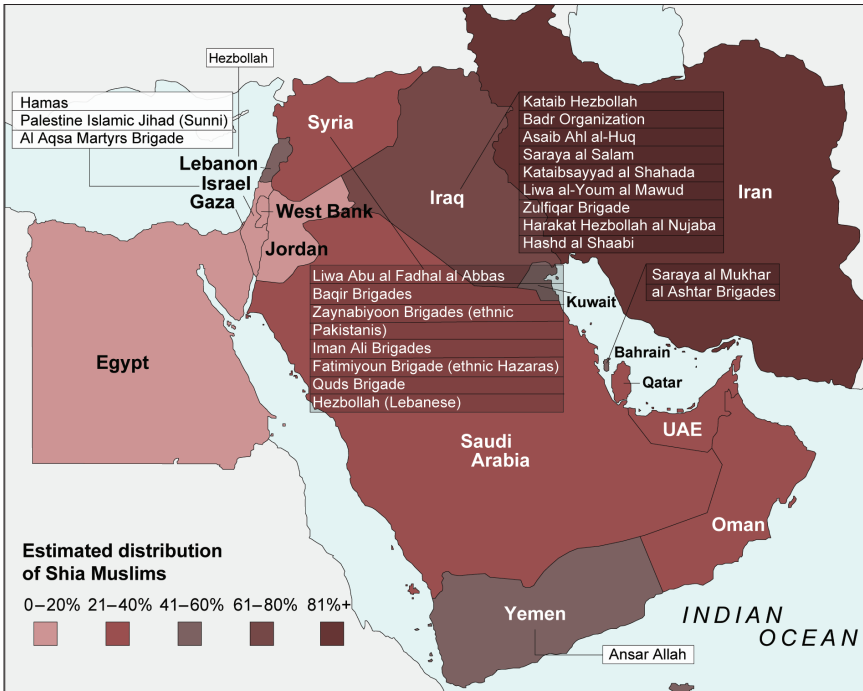 Hezbollah
Hamas
Palestine Islamic Jihad (Sunni)
Al Aqsa Martyrs Brigade
Syria
Lebanon
Israel
Gaza
West Bank
Jordan
Iraq
Kataib Hezbollah
Badr Organization
Asaib Ahl al-Huq
Saraya al Salam
Kataibsayyad al Shahada
Liwa al-Youm al Mawud
Zulfiqar Brigade
Harakat Hezbollah al Nujaba
Hashd al Shaabi
Iran
Liwa Abu al Fadhal al Abbas
Baqir Brigades
Zaynabiyoon Brigades (ethnic
Pakistanis)
Iman Ali Brigades
Fatimiyoun Brigade (ethnic Hazaras)
Quds Brigade
Hezbollah (Lebanese)
Kuwait
Saraya al Mukhar
al Ashtar Brigades
Bahrain
Qatar
Egypt
UAE
Saudi
Arabia
Oman
Estimated distribution
of Shia Muslims
0–20% 21–40% 41–60% 61–80% 81%+
Yemen
Ansar Allah
INDIAN
OCEAN